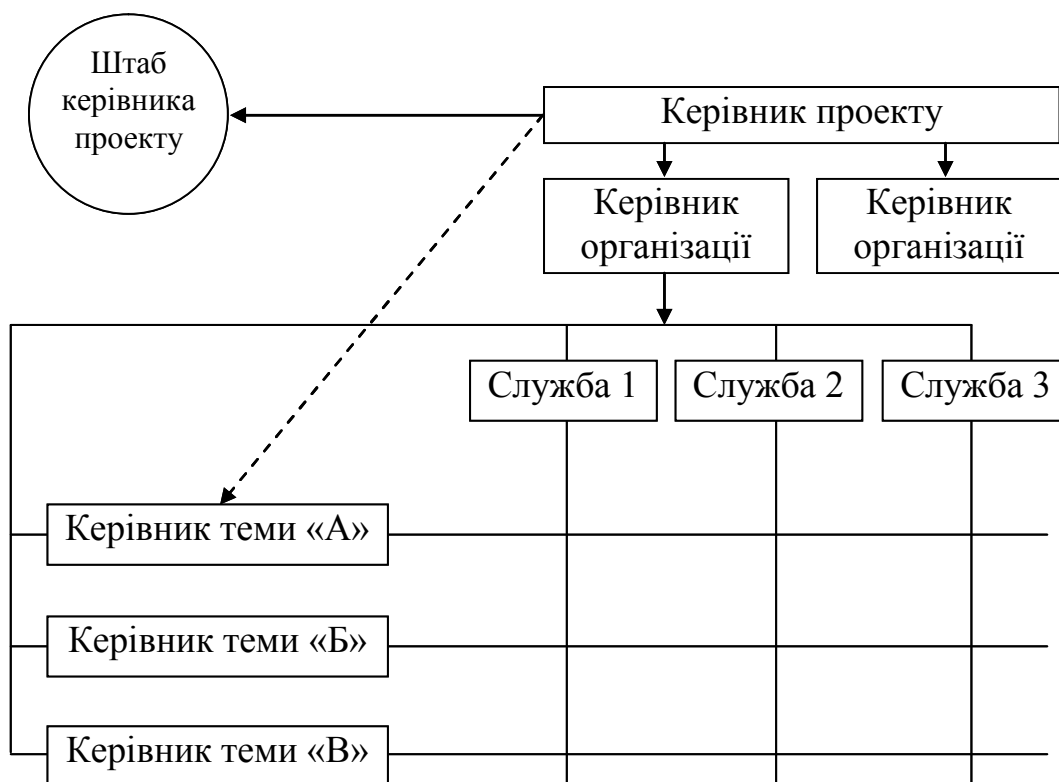 Штаб
керівника
проекту
Керівник проекту
Керівник
організації
Керівник
організації
Служба 1
Служба 2
Служба 3
Керівник теми «А»
Керівник теми «Б»
Керівник теми «В»